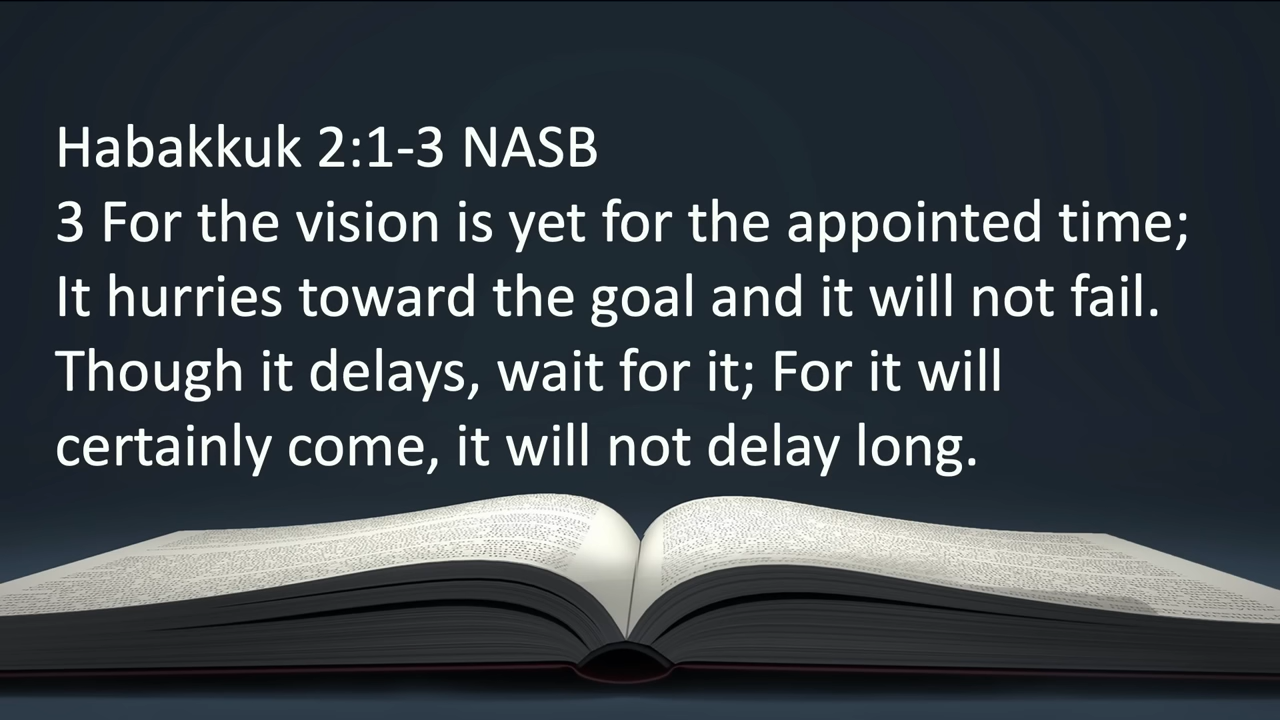 Habakkuk 2:1-3 NASB
3 For the vision is yet for the appointed time;
It hurries toward the goal and it will not fail.
Though it delays, wait for it; For it will
certainly come, it will not delay long.